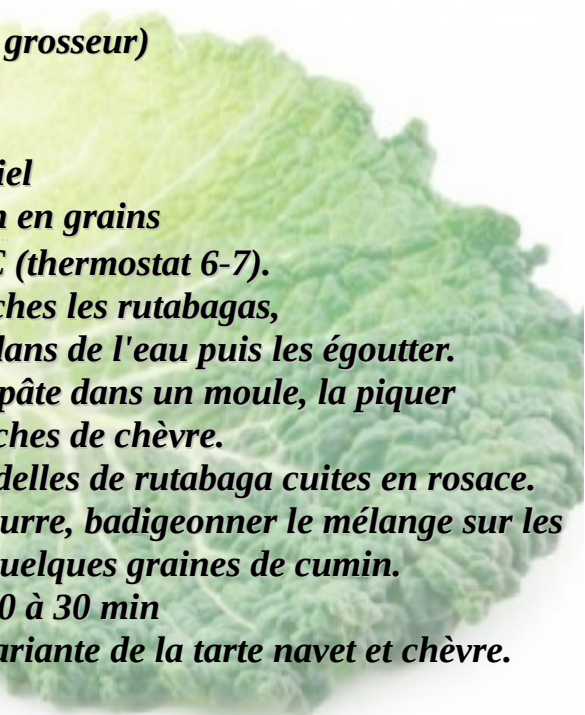 grosseur)
iel
n en grains
C (thermostat 6-7).
ches les rutabagas,
dans de l'eau puis les égoutter.
pâte dans un moule, la piquer
ches de chèvre.
delles de rutabaga cuites en rosace.
urre, badigeonner le mélange sur les
uelques graines de cumin.
0 à 30 min
ariante de la tarte navet et chèvre.